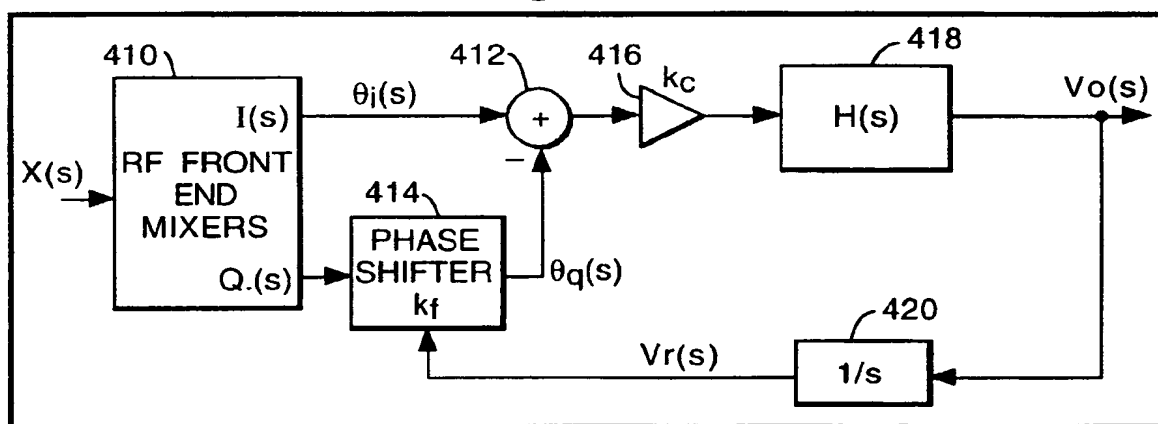 410
412
416
kc
418
θi(s)
Vo(s)
I(s)
+
H(s)
RF FRONT
END
MIXERS
X(s)
−
414
PHASE
SHIFTER
kf
θq(s)
Q.(s)
420
Vr(s)
1/s